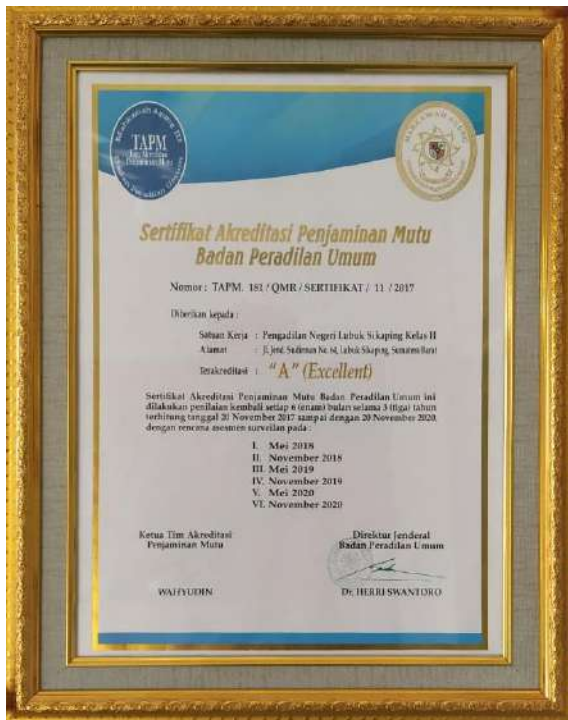 TAPM
Sertifikat Akreditasi Penjaminan Mutu
Badan Peradilan Umum
Nomor : TAPM. 181 / QMR / SERTIFIKAT / 11 / 2017
Diberikan kepada :
Satuan Kerja : Pengadilan Negeri Lubuk Sikaping Kelas II
Alamat : Jl. Jend. Sudirman No. Lubuk Sikaping, Sumatera Barat
Terakreditasi : "A" (Excellent)
Sertifikat Akreditasi Penjaminan Mutu Badan Peradilan Umum ini
dilakukan penilaian kembali setiap 6 (enam) bulan selama 3 (tiga) tahun
terhitung tanggal 20 November 2017 sampai dengan 20 November 2020,
dengan rencana asesmen surveilan pada :
I. Mei 2018
II. November 2018
III. Mei 2019
IV. November 2019
V. Mei 2020
VI. November 2020
Ketua Tim Akreditasi
Penjaminan Mutu
Direktur Jenderal
Badan Peradilan Umum
WAHYUDIN
Dr. HERRI SWANTORO